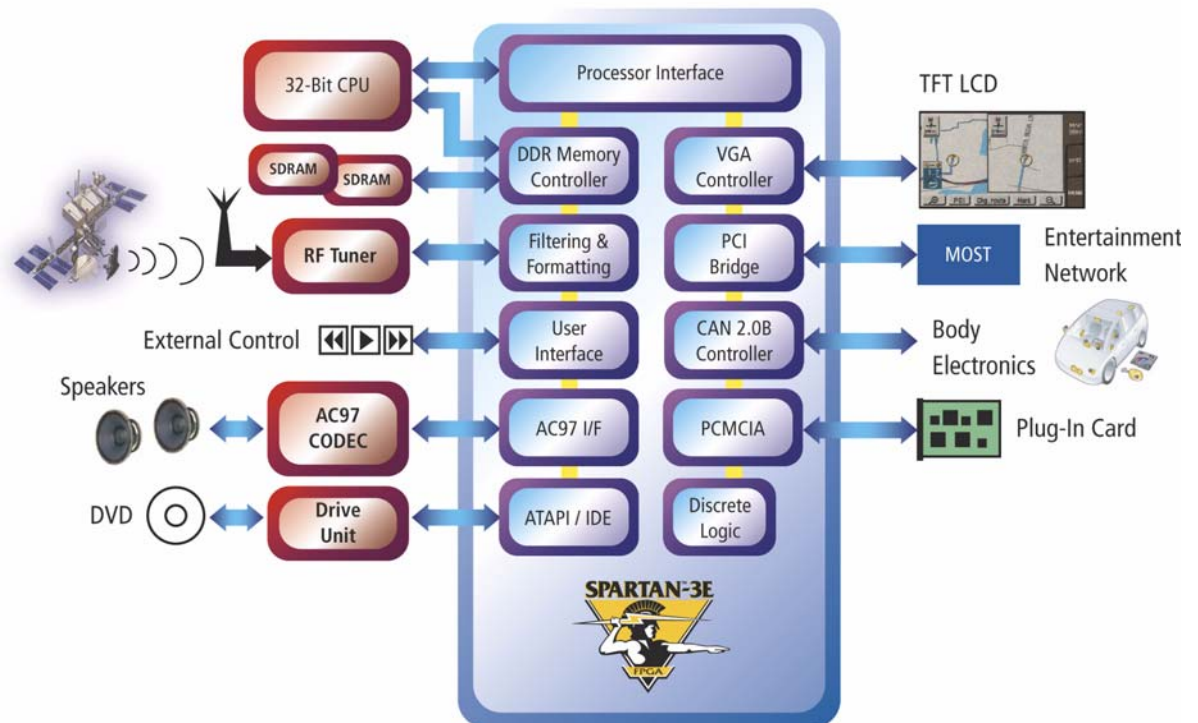 32-Bit CPU
Processor Interface
TFT LCD
SDRAM
SDRAM
DDR Memory
Controller
VGA
Controller
RF Tuner
Filtering &
Formatting
PCI
Bridge
MOST
Entertainment
Network
External Control
User
Interface
CAN 2.0B
Controller
Body
Electronics
Speakers
AC97
CODEC
AC97 I/F
PCMCIA
Plug-In Card
DVD
Drive
Unit
ATAPI / IDE
Discrete
Logic
SPARTAN™-3E
FPGA